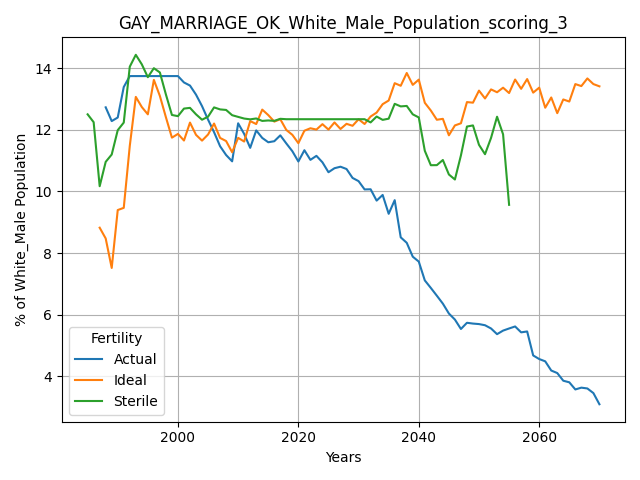 GAY_MARRIAGE_OK_White_Male_Population_scoring_3
% of White_Male Population
14
12
10
8
6
4
Fertility
Actual
Ideal
Sterile
2000
2020
2040
2060
Years